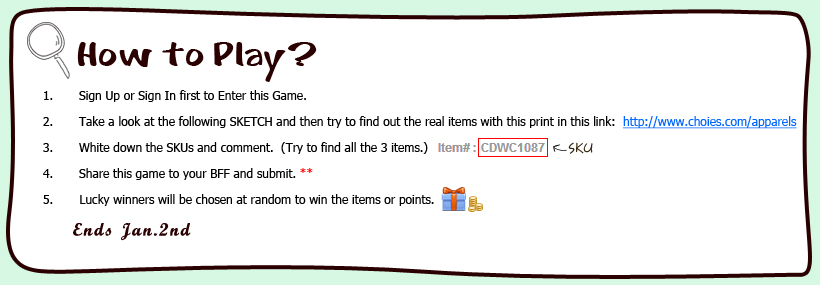 How to Play?
1. Sign Up or Sign In first to Enter this Game.
2. Take a look at the following SKETCH and then try to find out the real items with this print in this link: http://www.choies.com/apparels
3. White down the SKUs and comment. (Try to find all the 3 items.) Item# : CDWC1087 SKU
4. Share this game to your BFF and submit. **
5. Lucky winners will be chosen at random to win the items or points.
Ends Jan.2nd